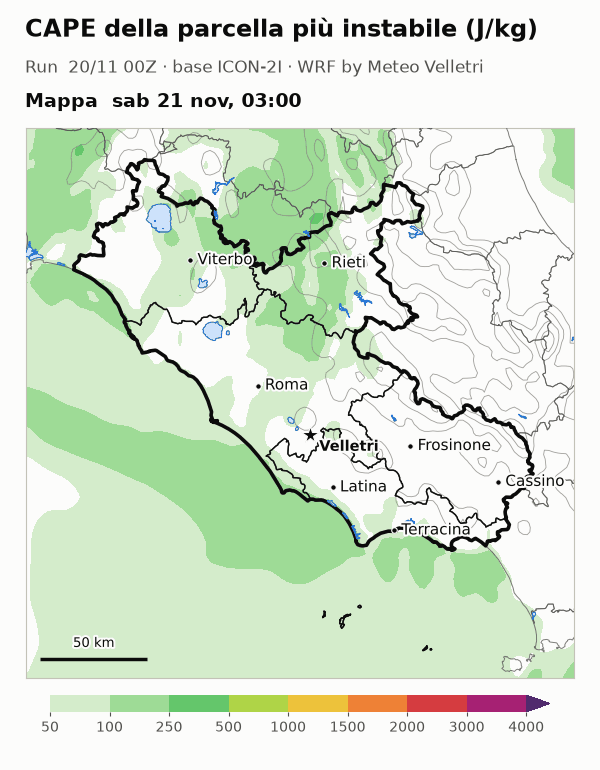 CAPE della parcella più instabile (J/kg)
Run  20/11 00Z · base ICON-2I · WRF by Meteo Velletri
Mappa  sab 21 nov, 03:00
Viterbo
Rieti
Roma
Velletri
Frosinone
Cassino
Latina
Terracina
50 km
50 100 250 500 1000 1500 2000 3000 4000